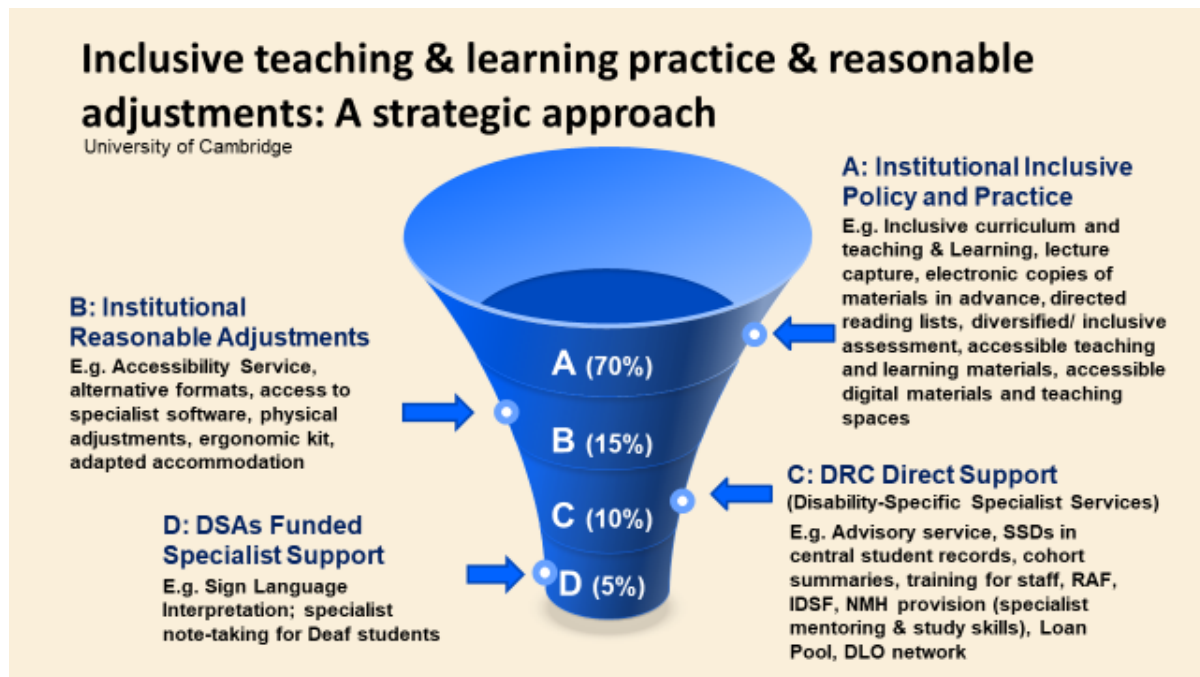 Inclusive teaching & learning practice & reasonable
adjustments: A strategic approach
University of Cambridge
A: Institutional Inclusive
Policy and Practice
E.g. Inclusive curriculum and
teaching & Learning, lecture
capture, electronic copies of
materials in advance, directed
reading lists, diversified/ inclusive
assessment, accessible teaching
and learning materials, accessible
digital materials and teaching
spaces
B: Institutional
Reasonable Adjustments
E.g. Accessibility Service,
alternative formats, access to
specialist software, physical
adjustments, ergonomic kit,
adapted accommodation
A (70%)
B (15%)
C (10%)
D (5%)
C: DRC Direct Support
(Disability-Specific Specialist Services)
E.g. Advisory service, SSDs in
central student records, cohort
summaries, training for staff, RAF,
IDSF, NMH provision (specialist
mentoring & study skills), Loan
Pool, DLO network
D: DSAs Funded
Specialist Support
E.g. Sign Language
Interpretation; specialist
note-taking for Deaf students